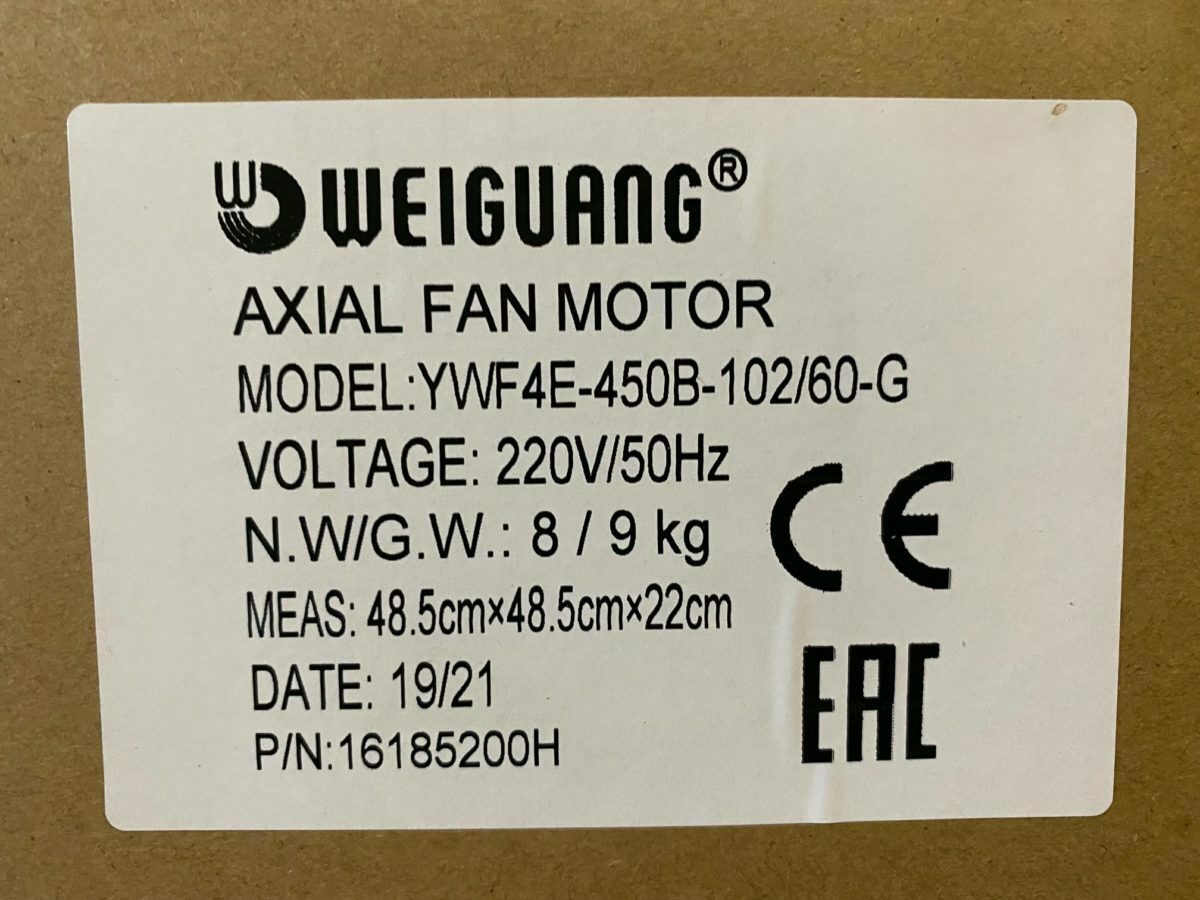 WEIGUANG®
AXIAL FAN MOTOR
MODEL:YWF4E-450B-102/60-G
VOLTAGE: 220V/50Hz
N.W/G.W.: 8 / 9 kg
MEAS: 48.5cm×48.5cm×22cm
DATE: 19/21
P/N:16185200H
CE
EAC